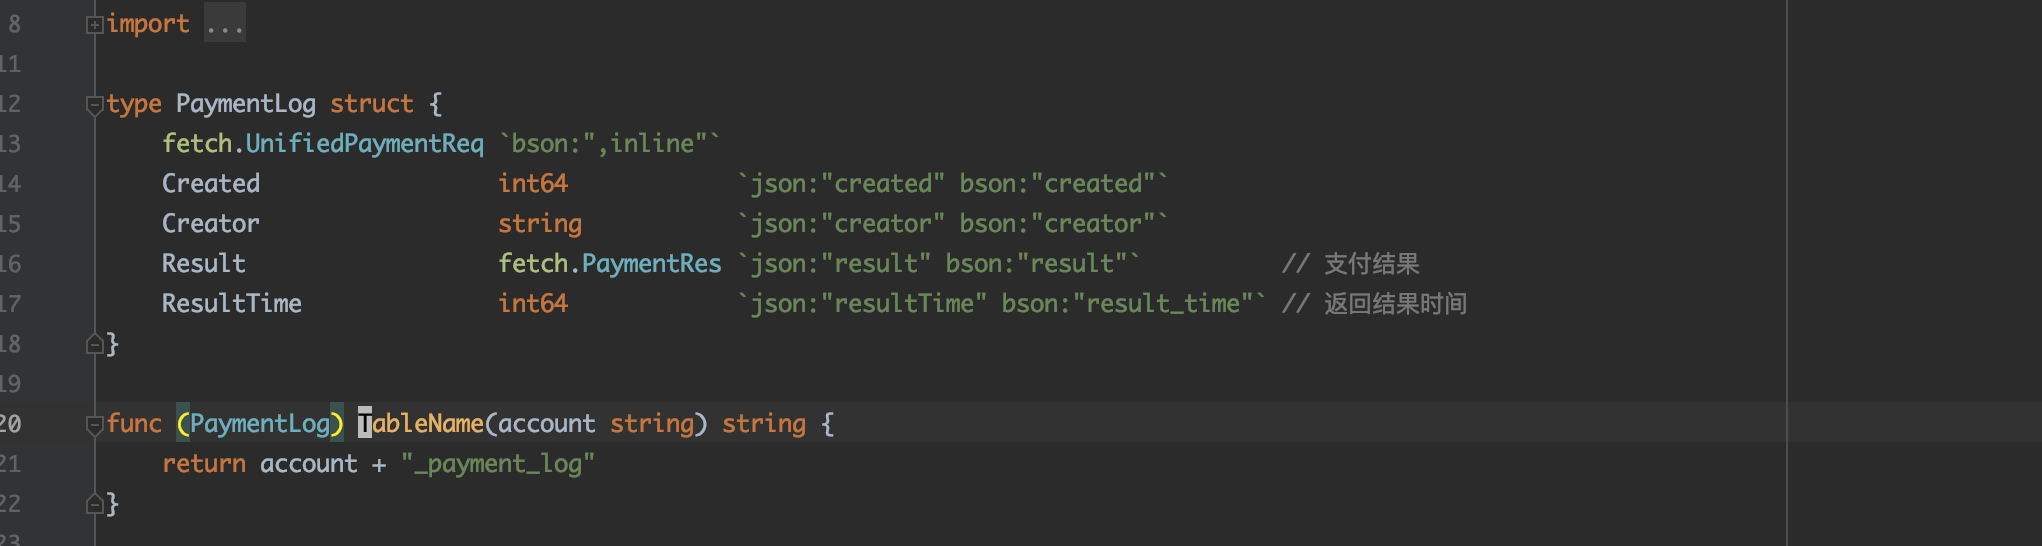 8 import ...
11
12 type PaymentLog struct {
13 fetch.UnifiedPaymentReq `bson:",inline"`
14 Created int64 `json:"created" bson:"created"`
15 Creator string `json:"creator" bson:"creator"`
16 Result fetch.PaymentRes `json:"result" bson:"result"` // 支付结果
17 ResultTime int64 `json:"resultTime" bson:"result_time"` // 返回结果时间
18 }
19
20 func (PaymentLog) TableName(account string) string {
21 return account + "_payment_log"
22 }
23